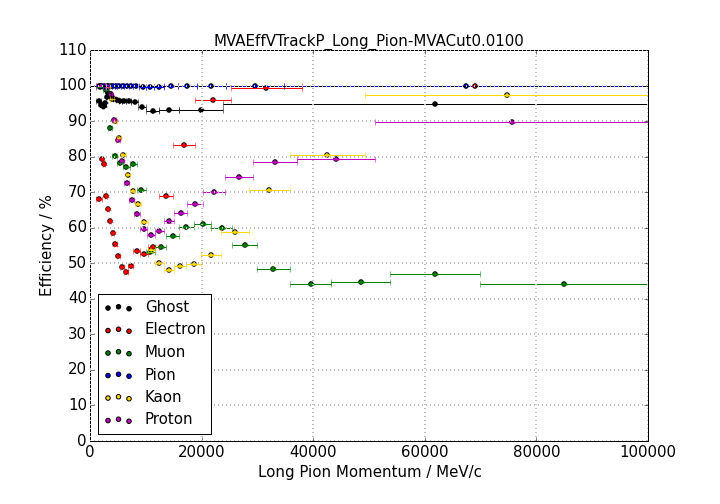 MVAEffVTrackP_Long_Pion-MVACut0.0100
110
100
90
80
70
60
50
40
30
20
10
0
Efficiency / %
Ghost
Electron
Muon
Pion
Kaon
Proton
0 20000 40000 60000 80000 100000
Long Pion Momentum / MeV/c